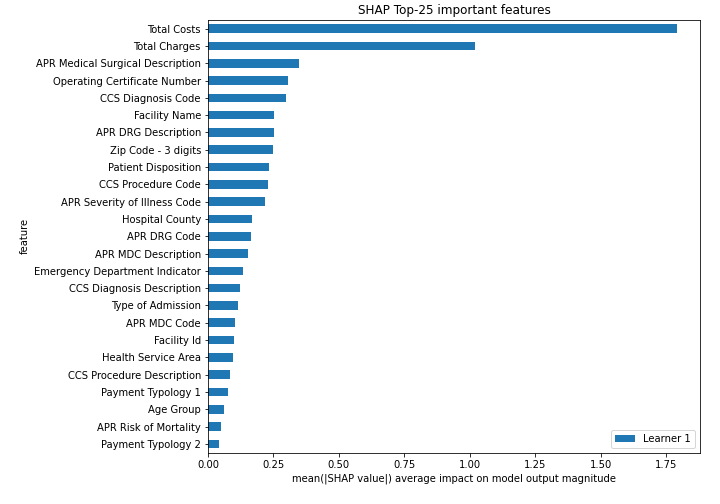 SHAP Top-25 important features
Total Costs
Total Charges
APR Medical Surgical Description
Operating Certificate Number
CCS Diagnosis Code
Facility Name
APR DRG Description
Zip Code - 3 digits
Patient Disposition
CCS Procedure Code
APR Severity of Illness Code
Hospital County
APR DRG Code
APR MDC Description
Emergency Department Indicator
CCS Diagnosis Description
Type of Admission
APR MDC Code
Facility Id
Health Service Area
CCS Procedure Description
Payment Typology 1
Age Group
APR Risk of Mortality
Payment Typology 2
feature
Learner 1
0.00 0.25 0.50 0.75 1.00 1.25 1.50 1.75
mean(|SHAP value|) average impact on model output magnitude